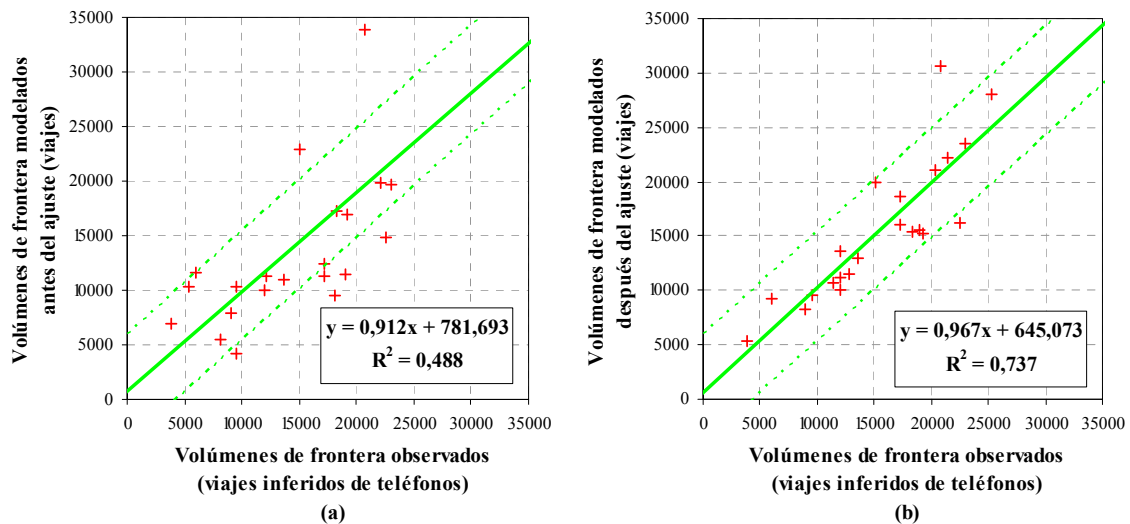 Volúmenes de frontera modelados
antes del ajuste (viajes)
35000
30000
25000
20000
15000
10000
5000
0
y = 0,912x + 781,693
R² = 0,488
0 5000 10000 15000 20000 25000 30000 35000
Volúmenes de frontera observados
(viajes inferidos de teléfonos)
(a)
Volúmenes de frontera modelados
después del ajuste (viajes)
35000
30000
25000
20000
15000
10000
5000
0
y = 0,967x + 645,073
R² = 0,737
0 5000 10000 15000 20000 25000 30000 35000
Volúmenes de frontera observados
(viajes inferidos de teléfonos)
(b)